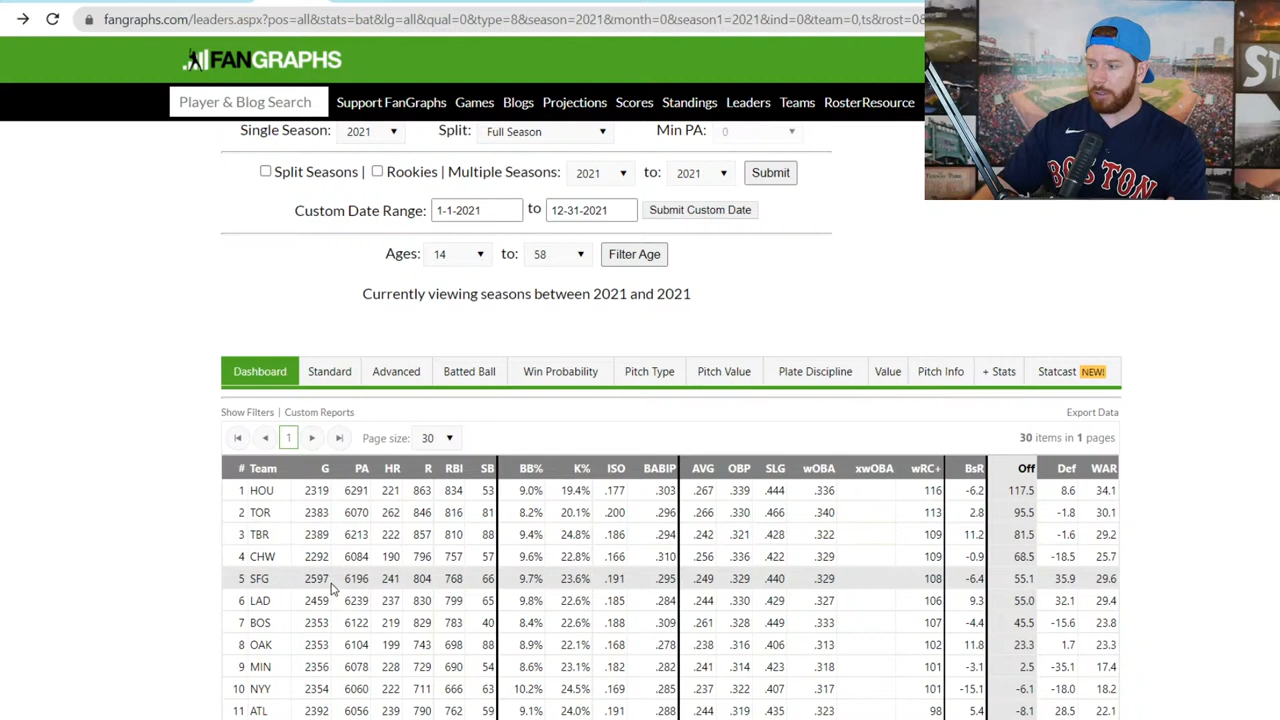 fangraphs.com/leaders.aspx?pos=all&stats=bat&lg=all&qual=0&type=8&season=2021&month=0&season1=2021&ind=0&team=0,ts&rost=0&
FANGRAPHS
Player & Blog Search Support FanGraphs Games Blogs Projections Scores Standings Leaders Teams RosterResource
Single Season: 2021 Split: Full Season Min PA: 0
Split Seasons | Rookies | Multiple Seasons: 2021 to: 2021 Submit
Custom Date Range: 1-1-2021 to 12-31-2021 Submit Custom Date
Ages: 14 to: 58 Filter Age
Currently viewing seasons between 2021 and 2021
Dashboard Standard Advanced Batted Ball Win Probability Pitch Type Pitch Value Plate Discipline Value Pitch Info + Stats Statcast NEW!
Show Filters | Custom Reports Export Data
1 Page size: 30 30 items in 1 pages
# Team G PA HR R RBI SB BB% K% ISO BABIP AVG OBP SLG wOBA xwOBA wRC+ BsR Off Def WAR
1 HOU 2319 6291 221 863 834 53 9.0% 19.4% .177 .303 .267 .339 .444 .336 116 -6.2 117.5 8.6 34.1
2 TOR 2383 6070 262 846 816 81 8.2% 20.1% .200 .296 .266 .330 .466 .340 113 2.8 95.5 -1.8 30.1
3 TBR 2389 6213 222 857 810 88 9.4% 24.8% .186 .294 .242 .321 .428 .322 109 11.2 81.5 -1.6 29.2
4 CHW 2292 6084 190 796 757 57 9.6% 22.8% .166 .310 .256 .336 .422 .329 109 -0.9 68.5 -18.5 25.7
5 SFG 2597 6196 241 804 768 66 9.7% 23.6% .191 .295 .249 .329 .440 .329 108 -6.4 55.1 35.9 29.6
6 LAD 2459 6239 237 830 799 65 9.8% 22.6% .185 .284 .244 .330 .429 .327 106 9.3 55.0 32.1 29.4
7 BOS 2353 6122 219 829 783 40 8.4% 22.6% .188 .309 .261 .328 .449 .333 107 -4.4 45.5 -15.6 23.8
8 OAK 2353 6104 199 743 698 88 8.9% 22.1% .168 .278 .238 .316 .406 .313 102 11.8 23.3 1.7 23.3
9 MIN 2356 6078 228 729 690 54 8.6% 23.1% .182 .282 .241 .314 .423 .318 101 -3.1 2.5 -35.1 17.4
10 NYY 2354 6060 222 711 666 63 10.2% 24.5% .169 .285 .237 .322 .407 .317 101 -15.1 -6.1 -18.0 18.2
11 ATL 2392 6056 239 790 762 59 9.1% 24.0% .191 .288 .244 .319 .435 .323 98 5.4 -8.1 28.5 22.1
BOSTON